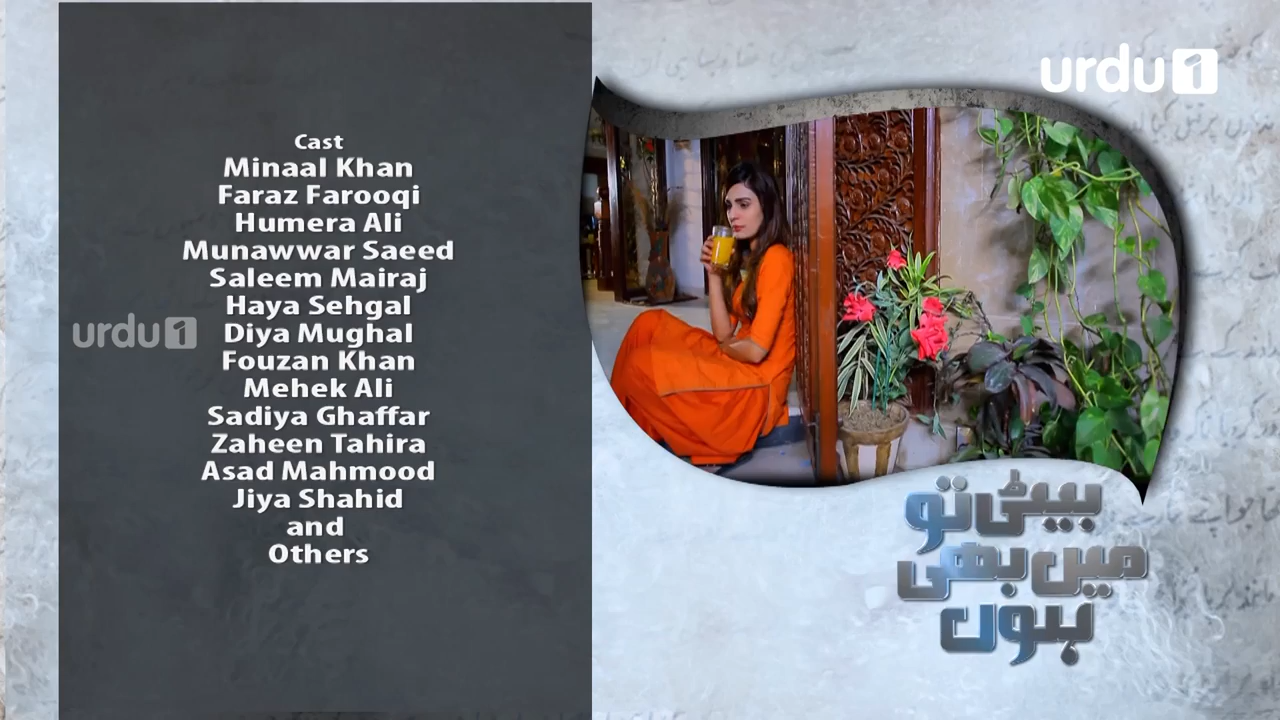 Cast
Minaal Khan
Faraz Farooqi
Humera Ali
Munawwar Saeed
Saleem Mairaj
Haya Sehgal
Diya Mughal
Fouzan Khan
Mehek Ali
Sadiya Ghaffar
Zaheen Tahira
Asad Mahmood
Jiya Shahid
and
Others
urdu1
urdu1
بیٹی تو
میں بھی
ہوں